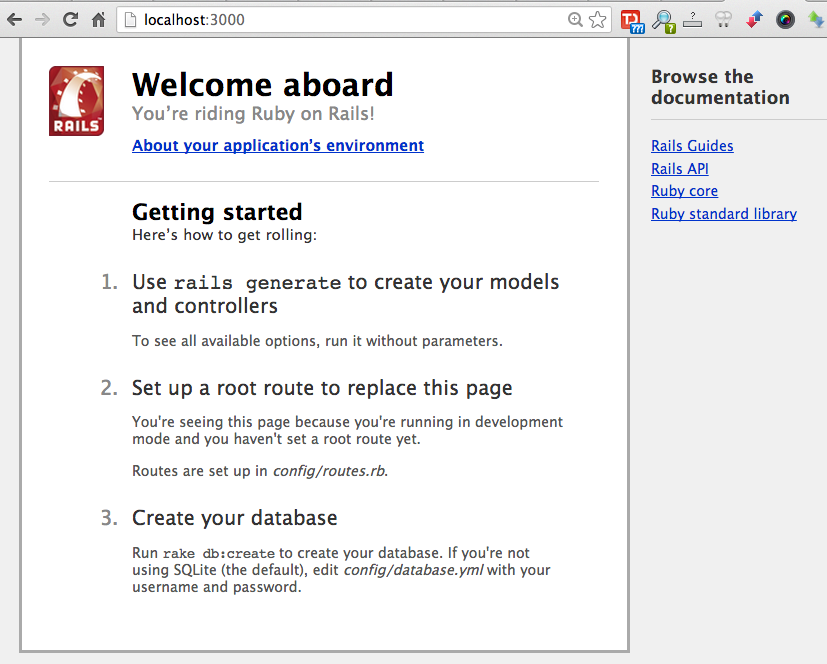 localhost:3000
RAILS
Welcome aboard
You're riding Ruby on Rails!
About your application's environment
Getting started
Here's how to get rolling:
1. Use rails generate to create your models
and controllers
To see all available options, run it without parameters.
2. Set up a root route to replace this page
You're seeing this page because you're running in development
mode and you haven't set a root route yet.
Routes are set up in config/routes.rb.
3. Create your database
Run rake db:create to create your database. If you're not
using SQLite (the default), edit config/database.yml with your
username and password.
Browse the
documentation
Rails Guides
Rails API
Ruby core
Ruby standard library